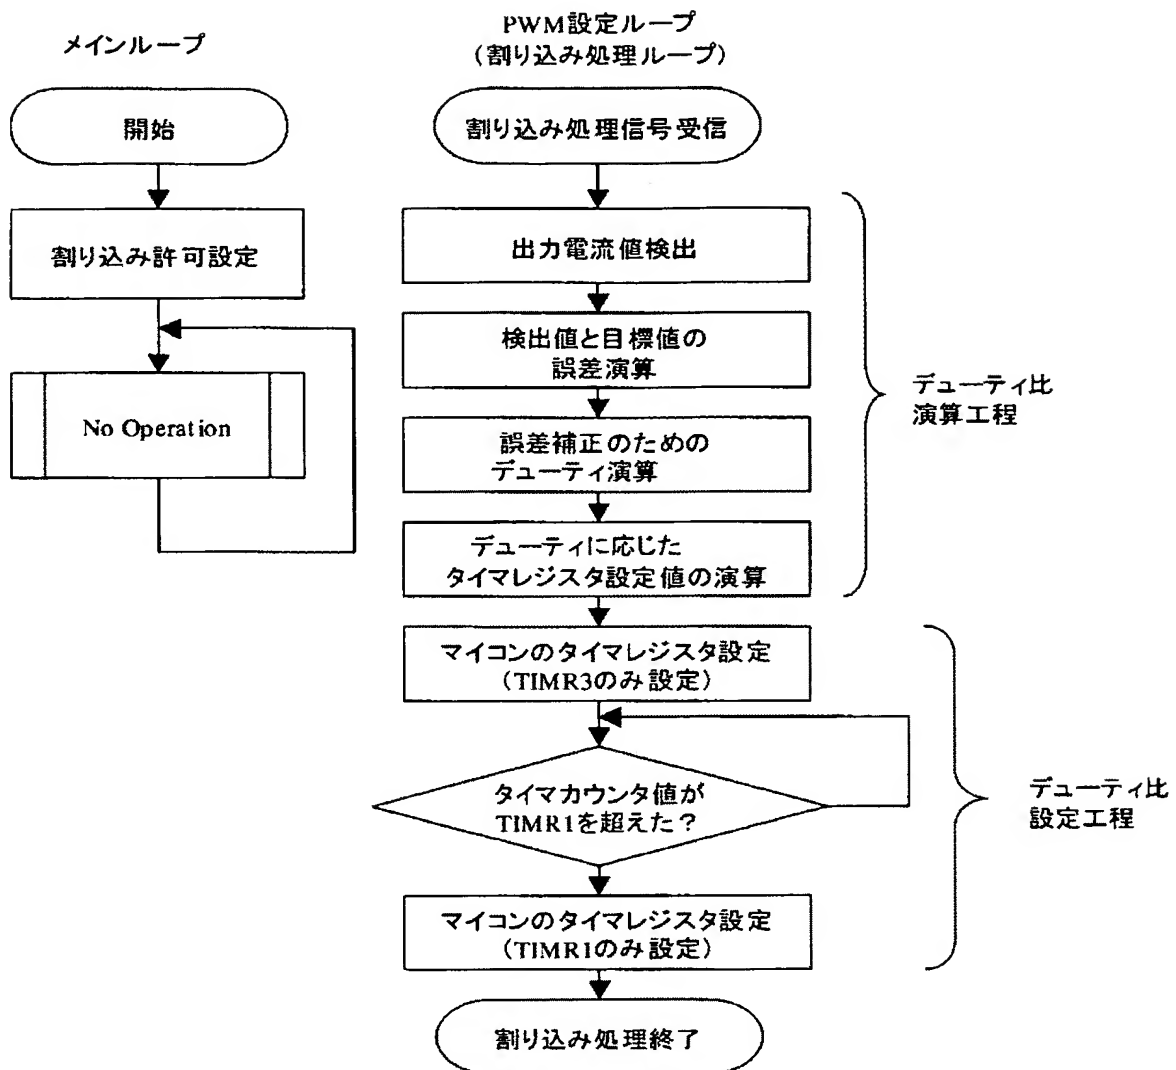 メインループ
開始
割り込み許可設定
No Operation
PWM設定ループ
(割り込み処理ループ)
割り込み処理信号受信
出力電流値検出
検出値と目標値の
誤差演算
誤差補正のための
デューティ演算
デューティに応じた
タイマレジスタ設定値の演算
デューティ比
演算工程
マイコンのタイマレジスタ設定
(TIMR3のみ設定)
タイマカウンタ値が
TIMR1を超えた?
マイコンのタイマレジスタ設定
(TIMR1のみ設定)
デューティ比
設定工程
割り込み処理終了